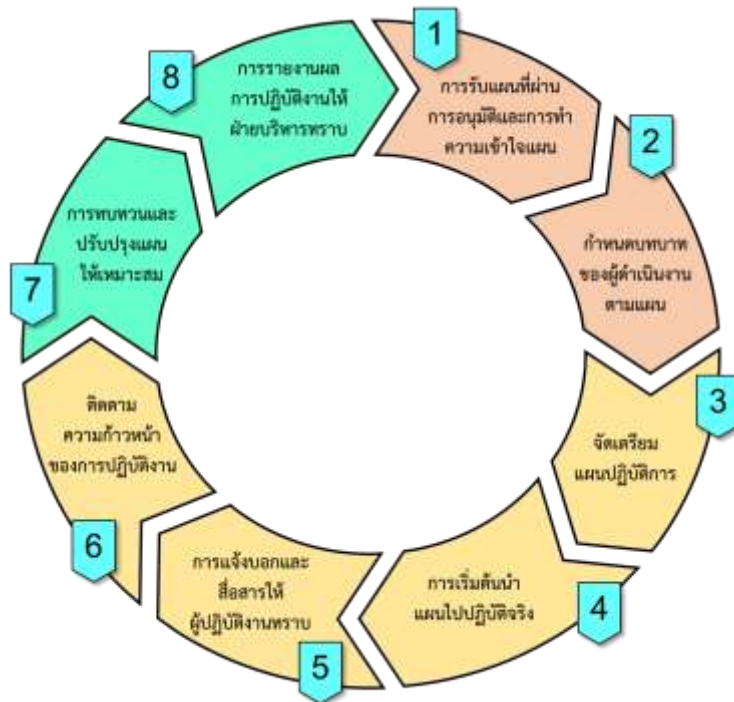 1
การรับแผนที่ผ่าน
การอนุมัติและการทำ
ความเข้าใจแผน
2
กำหนดบทบาท
ของผู้ดำเนินงาน
ตามแผน
3
จัดเตรียม
แผนปฏิบัติการ
4
การเริ่มต้นนำ
แผนไปปฏิบัติจริง
5
การแจ้งบอกและ
สื่อสารให้
ผู้ปฏิบัติงานทราบ
6
ติดตาม
ความก้าวหน้า
ของการปฏิบัติงาน
7
การทบทวนและ
ปรับปรุงแผน
ให้เหมาะสม
8
การรายงานผล
การปฏิบัติงานให้
ฝ่ายบริหารทราบ